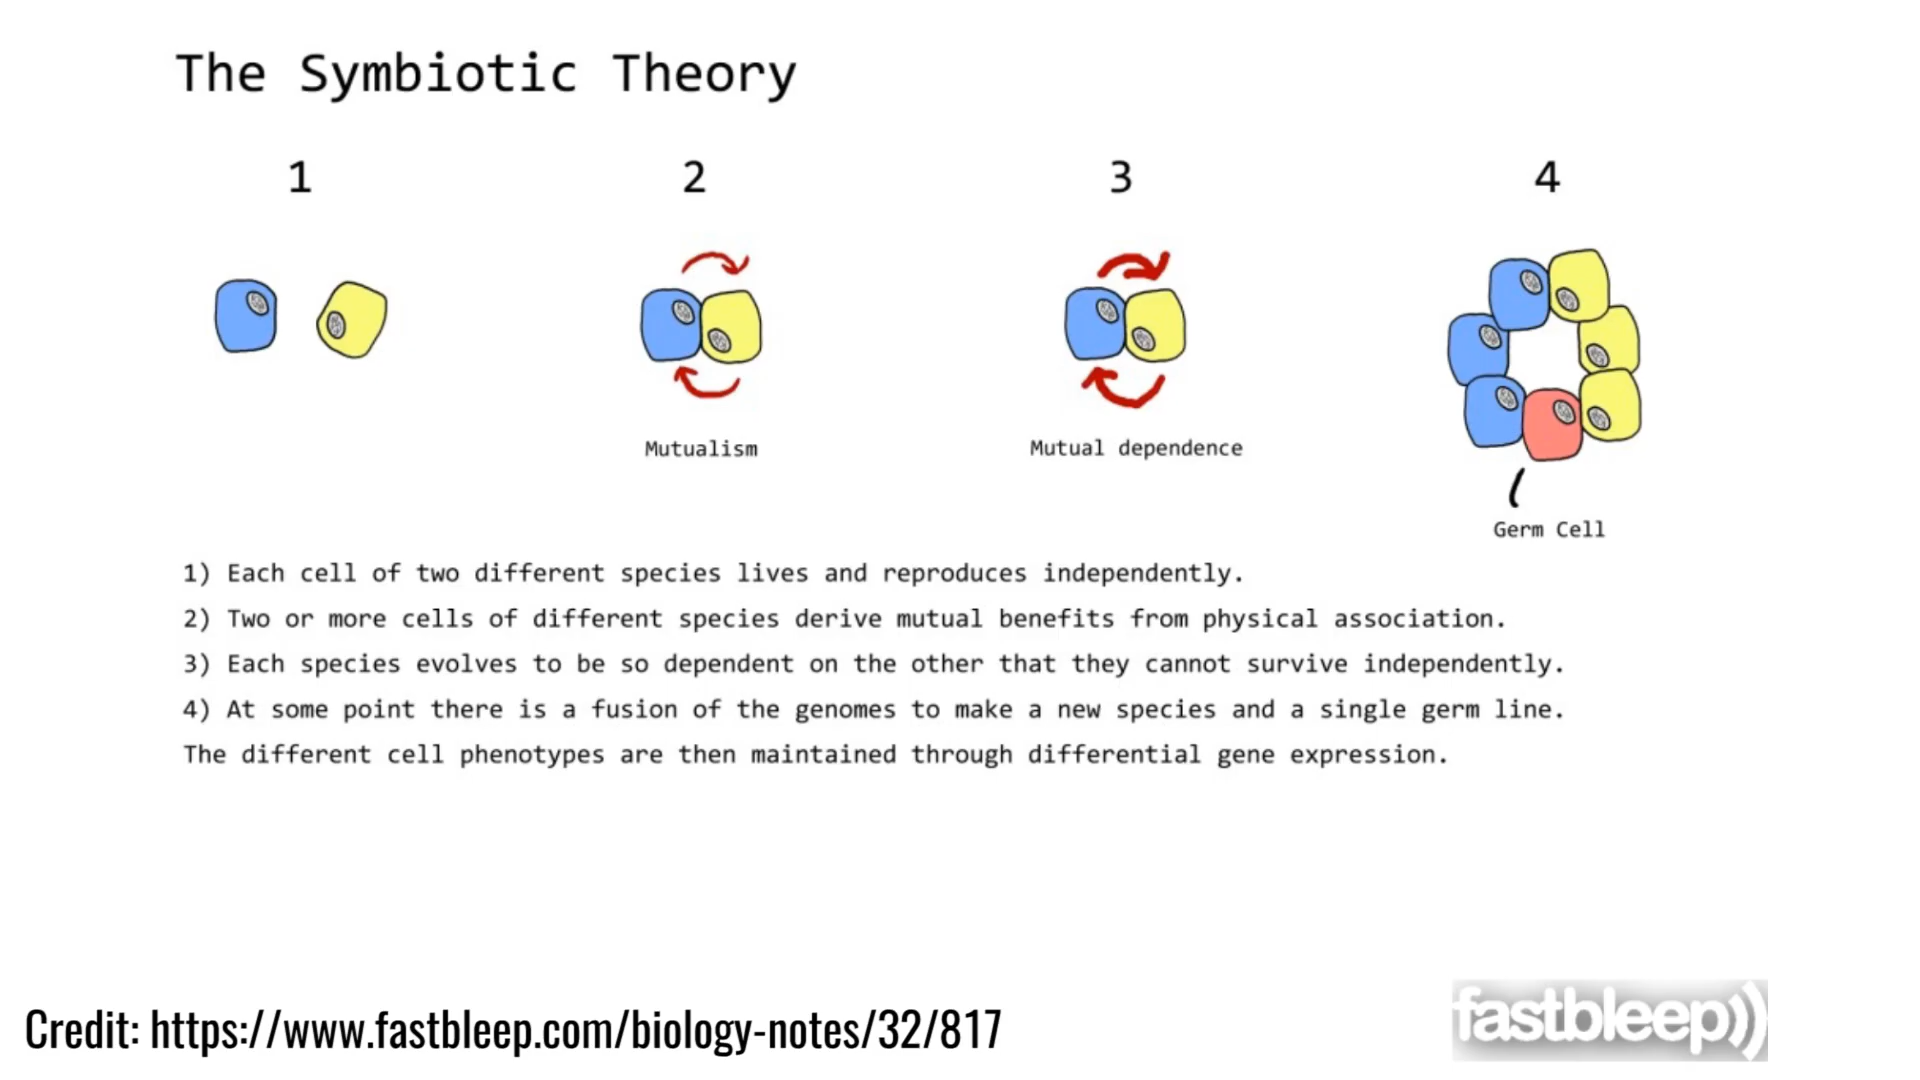 The Symbiotic Theory
1 2 3 4
Mutualism
Mutual dependence
Germ Cell
1) Each cell of two different species lives and reproduces independently.
2) Two or more cells of different species derive mutual benefits from physical association.
3) Each species evolves to be so dependent on the other that they cannot survive independently.
4) At some point there is a fusion of the genomes to make a new species and a single germ line.
The different cell phenotypes are then maintained through differential gene expression.
Credit: https://www.fastbleep.com/biology-notes/32/817
fastbleep